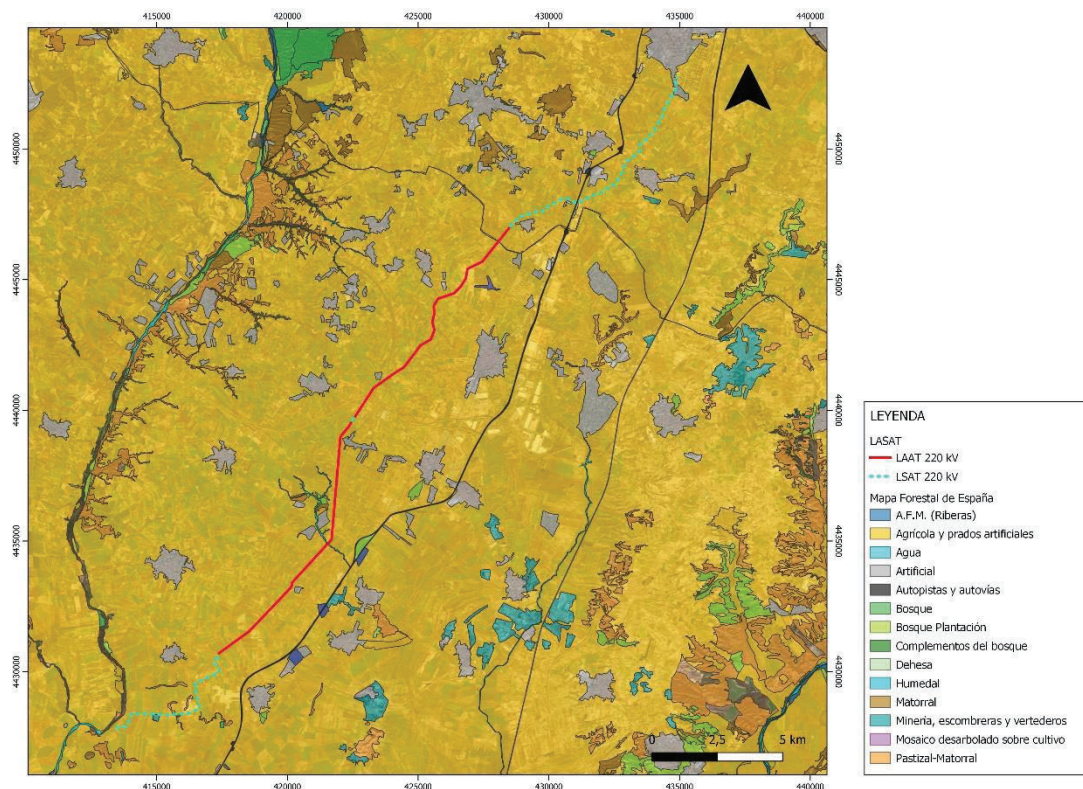 415000 420000 425000 430000 435000 440000
4450000 4450000
4445000 4445000
4440000 4440000
4435000 4435000
4430000 4430000
0 2,5 5 km
415000 420000 425000 430000 435000 440000
LEYENDA
LASAT
LAAT 220 kV
LSAT 220 kV
Mapa Forestal de España
A.F.M. (Riberas)
Agrícola y prados artificiales
Agua
Artificial
Autopistas y autovías
Bosque
Bosque Plantación
Complementos del bosque
Dehesa
Humedal
Matorral
Minería, escombreras y vertederos
Mosaico desarbolado sobre cultivo
Pastizal-Matorral